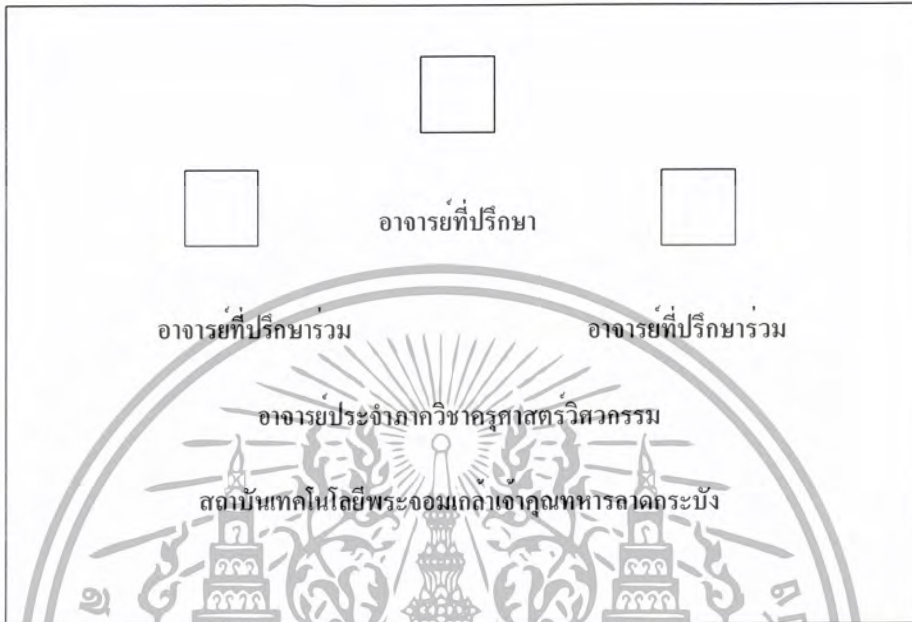 อาจารย์ที่ปรึกษา
อาจารย์ที่ปรึกษาร่วม
อาจารย์ที่ปรึกษาร่วม
อาจารย์ประจำภาควิชาครุศาสตร์วิศวกรรม
สถาบันเทคโนโลยีพระจอมเกล้าเจ้าคุณทหารลาดกระบัง